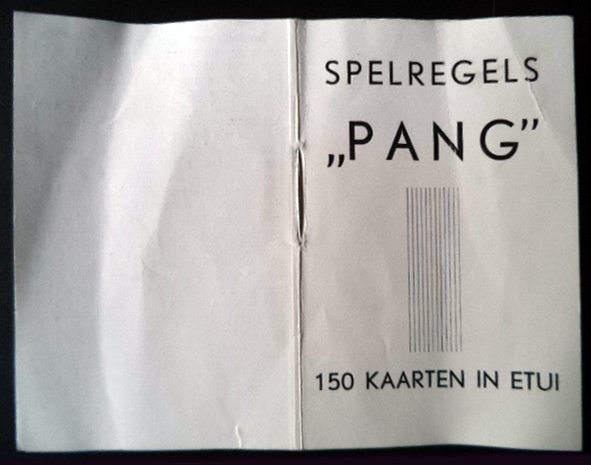 SPELREGELS
„PANG”
150 KAARTEN IN ETUI